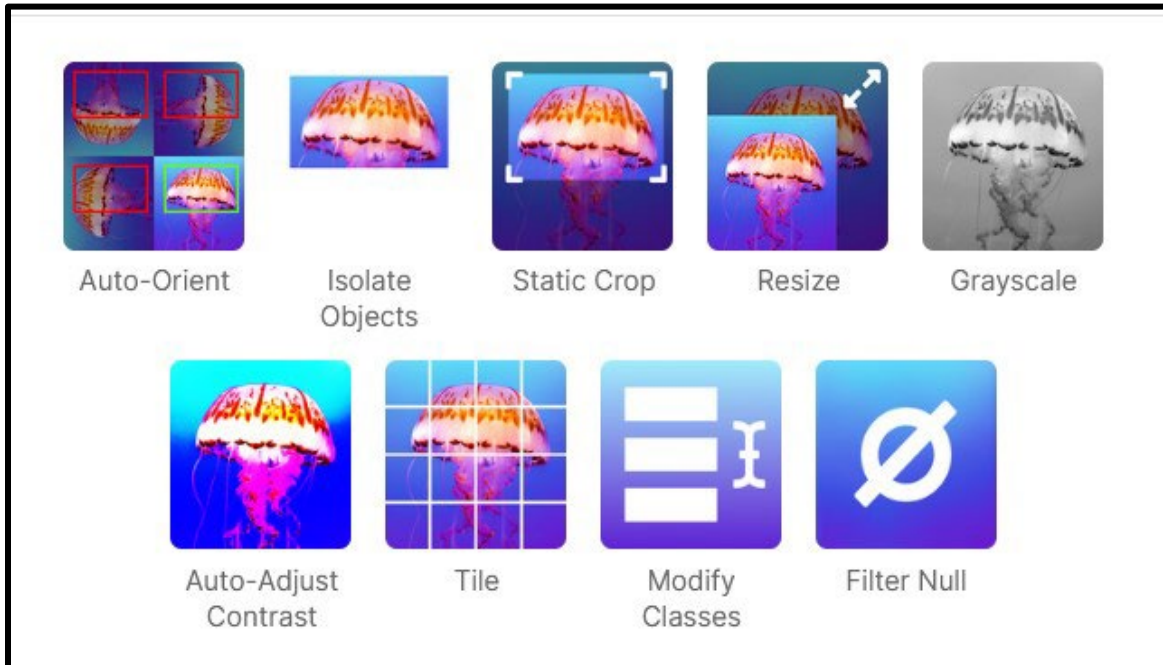 Auto-Orient
Isolate
Objects
Static Crop
Resize
Grayscale
Auto-Adjust
Contrast
Tile
Modify
Classes
Filter Null